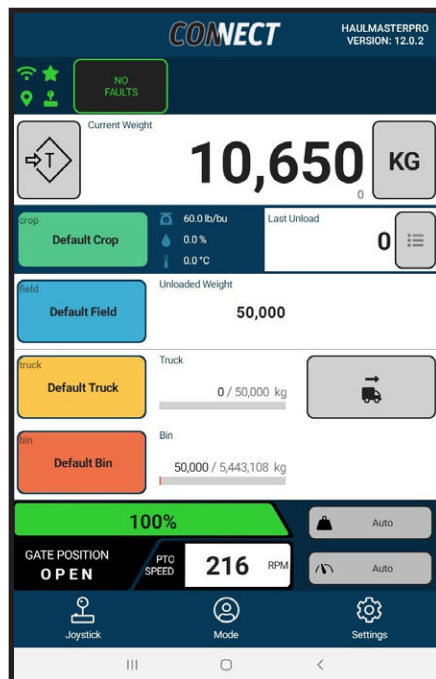 CONNECT
HAULMASTERPRO
VERSION: 12.0.2
NO
FAULTS
Current Weight
T
10,650
0
KG
crop
Default Crop
60.0 lb/bu
0.0 %
0.0 °C
Last Unload
0
field
Default Field
Unloaded Weight
50,000
truck
Default Truck
Truck
0 / 50,000 kg
bin
Default Bin
Bin
50,000 / 5,443,108 kg
100%
Auto
GATE POSITION
OPEN
PTO
SPEED
216
RPM
Auto
Joystick
Mode
Settings